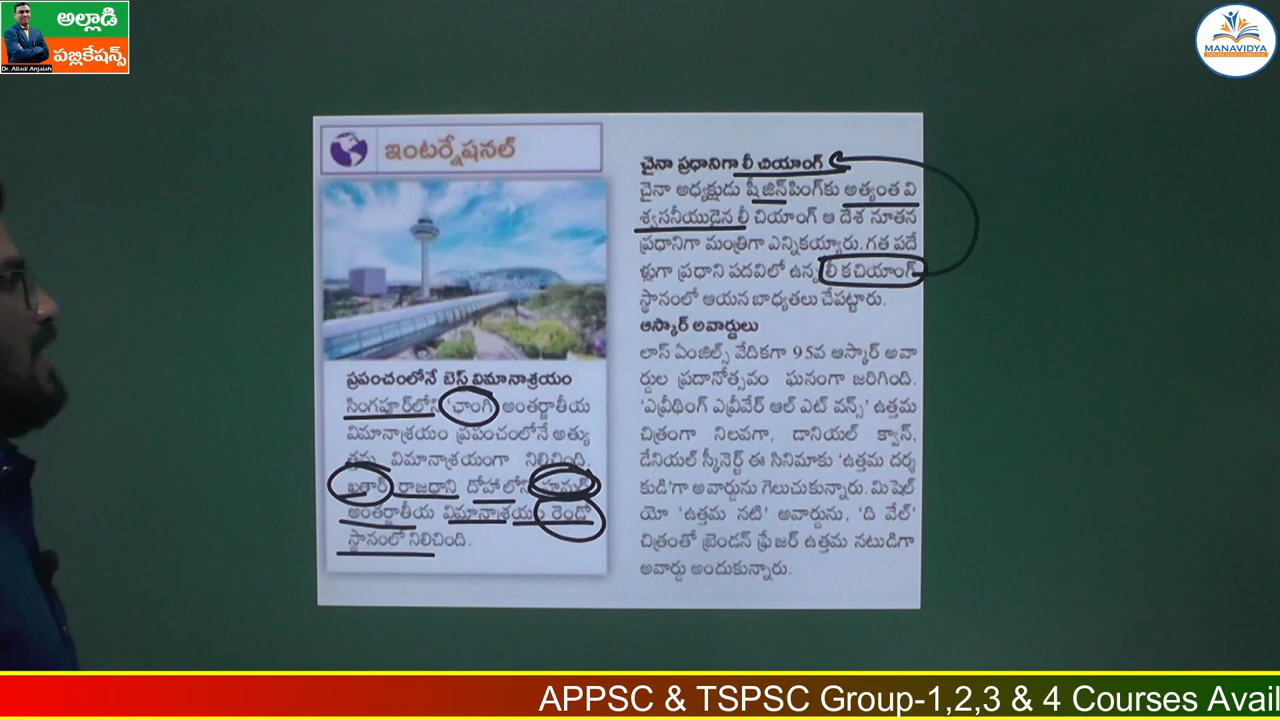 అల్లాడి
పబ్లికేషన్స్
Dr. Alladi Anjaiah
MANAVIDYA
ఇంటర్నేషనల్
ప్రపంచంలోనే బెస్ట్ విమానాశ్రయం
సింగపూర్‌లోని 'ఛాంగి' అంతర్జాతీయ
విమానాశ్రయం ప్రపంచంలోనే అత్యు
త్తమ విమానాశ్రయంగా నిలిచింది.
ఖతార్ రాజధాని దోహాలోని హమద్
అంతర్జాతీయ విమానాశ్రయం రెండో
స్థానంలో నిలిచింది.
చైనా ప్రధానిగా లీ చియాంగ్
చైనా అధ్యక్షుడు షీ జిన్‌పింగ్‌కు అత్యంత వి
శ్వసనీయుడైన లీ చియాంగ్ ఆ దేశ నూతన
ప్రధానిగా మంత్రిగా ఎన్నికయ్యారు. గత పదే
ళ్లుగా ప్రధాని పదవిలో ఉన్న లీ కచియాంగ్
స్థానంలో ఆయన బాధ్యతలు చేపట్టారు.
ఆస్కార్ అవార్డులు
లాస్ ఏంజిల్స్ వేదికగా 95వ ఆస్కార్ అవా
ర్డుల ప్రదానోత్సవం ఘనంగా జరిగింది.
'ఎవ్రీథింగ్ ఎవ్రీవేర్ ఆల్ ఎట్ వన్స్' ఉత్తమ
చిత్రంగా నిలవగా, డానియల్ క్వాన్,
డేనియల్ స్కీనెర్ట్ ఈ సినిమాకు 'ఉత్తమ దర్శ
కుడి'గా అవార్డును గెలుచుకున్నారు. మిషెల్
యో 'ఉత్తమ నటి' అవార్డును, 'ది వేల్'
చిత్రంతో బ్రెండన్ ఫ్రేజర్ ఉత్తమ నటుడిగా
అవార్డు అందుకున్నారు.
APPSC & TSPSC Group-1,2,3 & 4 Courses Avail